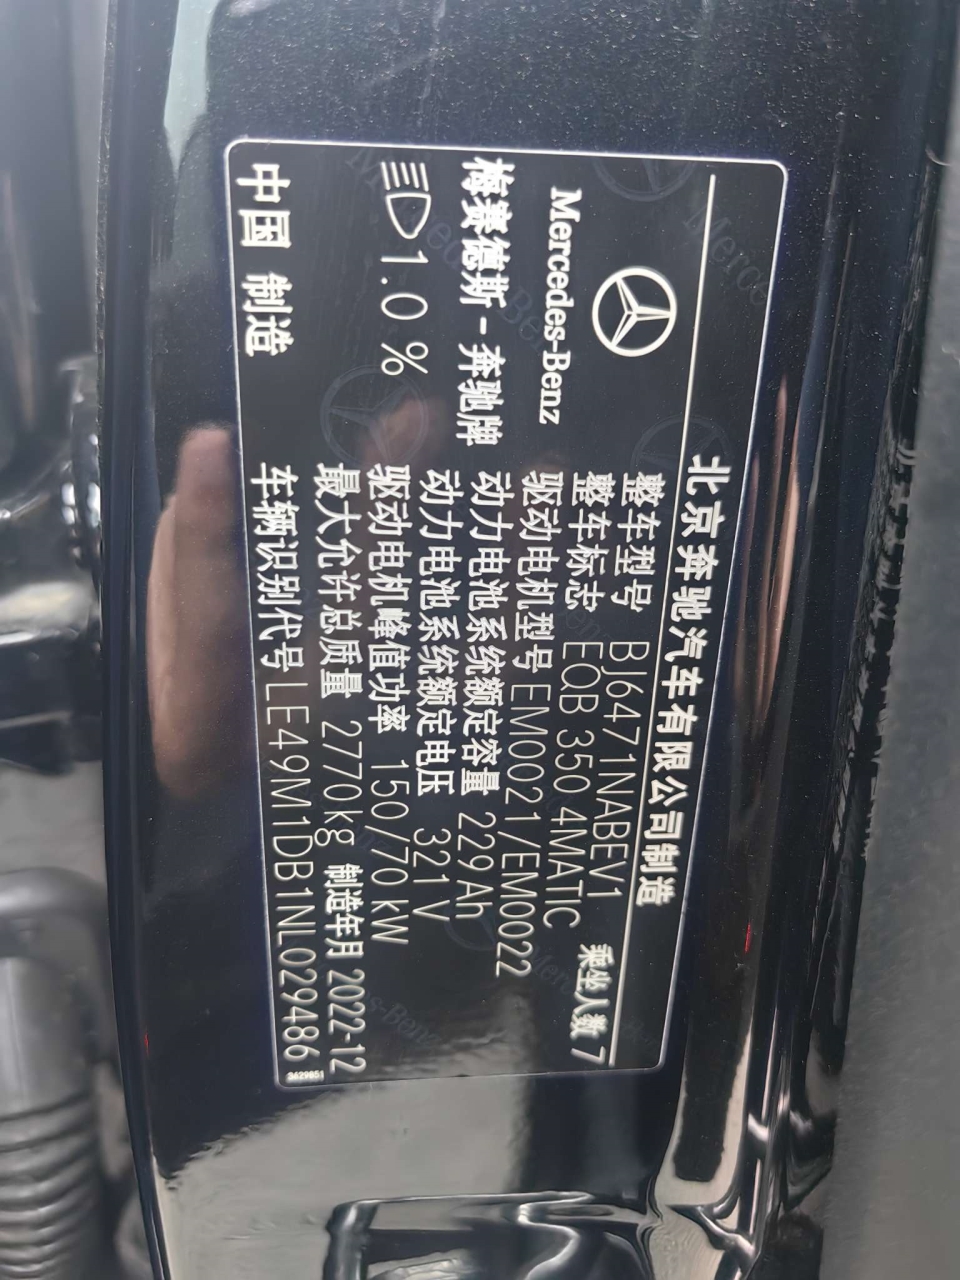 北京奔驰汽车有限公司制造
Mercedes-Benz
梅赛德斯-奔驰牌
1.0 %
中国 制造
整车型号 BJ6471NABEV1
整车标志 EQB 350 4MATIC 乘坐人数 7
驱动电机型号 EM0021/EM0022
动力电池系统额定容量 229Ah
动力电池系统额定电压 321V
驱动电机峰值功率 150/70 kW
最大允许总质量 2770kg 制造年月 2022-12
车辆识别代号 LE49M1DB1NL029486
3629851